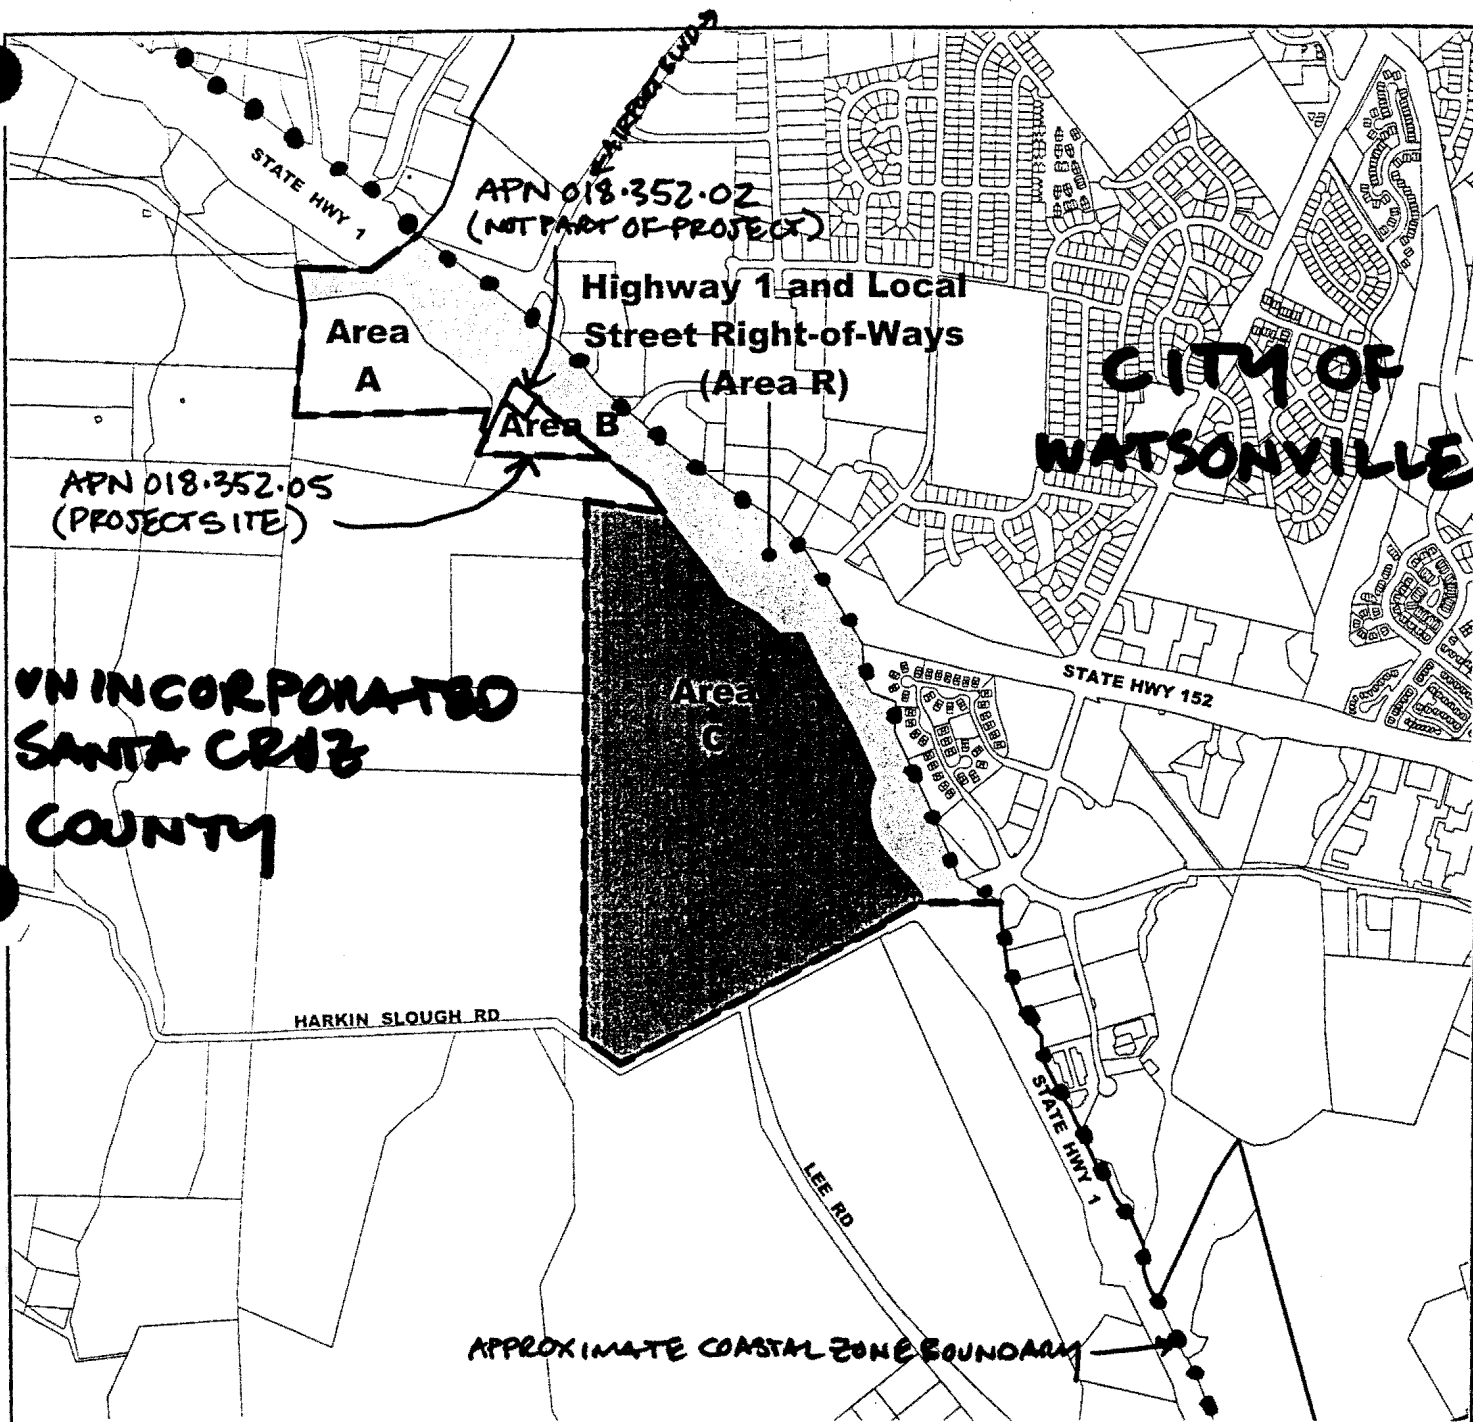 ←AIRPORT BLVD→
STATE HWY 1
APN 018·352·02
(NOT PART OF PROJECT)
Highway 1 and Local
Street Right-of-Ways
(Area R)
Area
A
CITY OF
WATSONVILLE
Area B
APN 018·352·05
(PROJECT SITE)
UNINCORPORATED
SANTA CRUZ
COUNTY
Area
C
STATE HWY 152
HARKIN SLOUGH RD
STATE HWY 1
LEE RD
APPROXIMATE COASTAL ZONE BOUNDARY